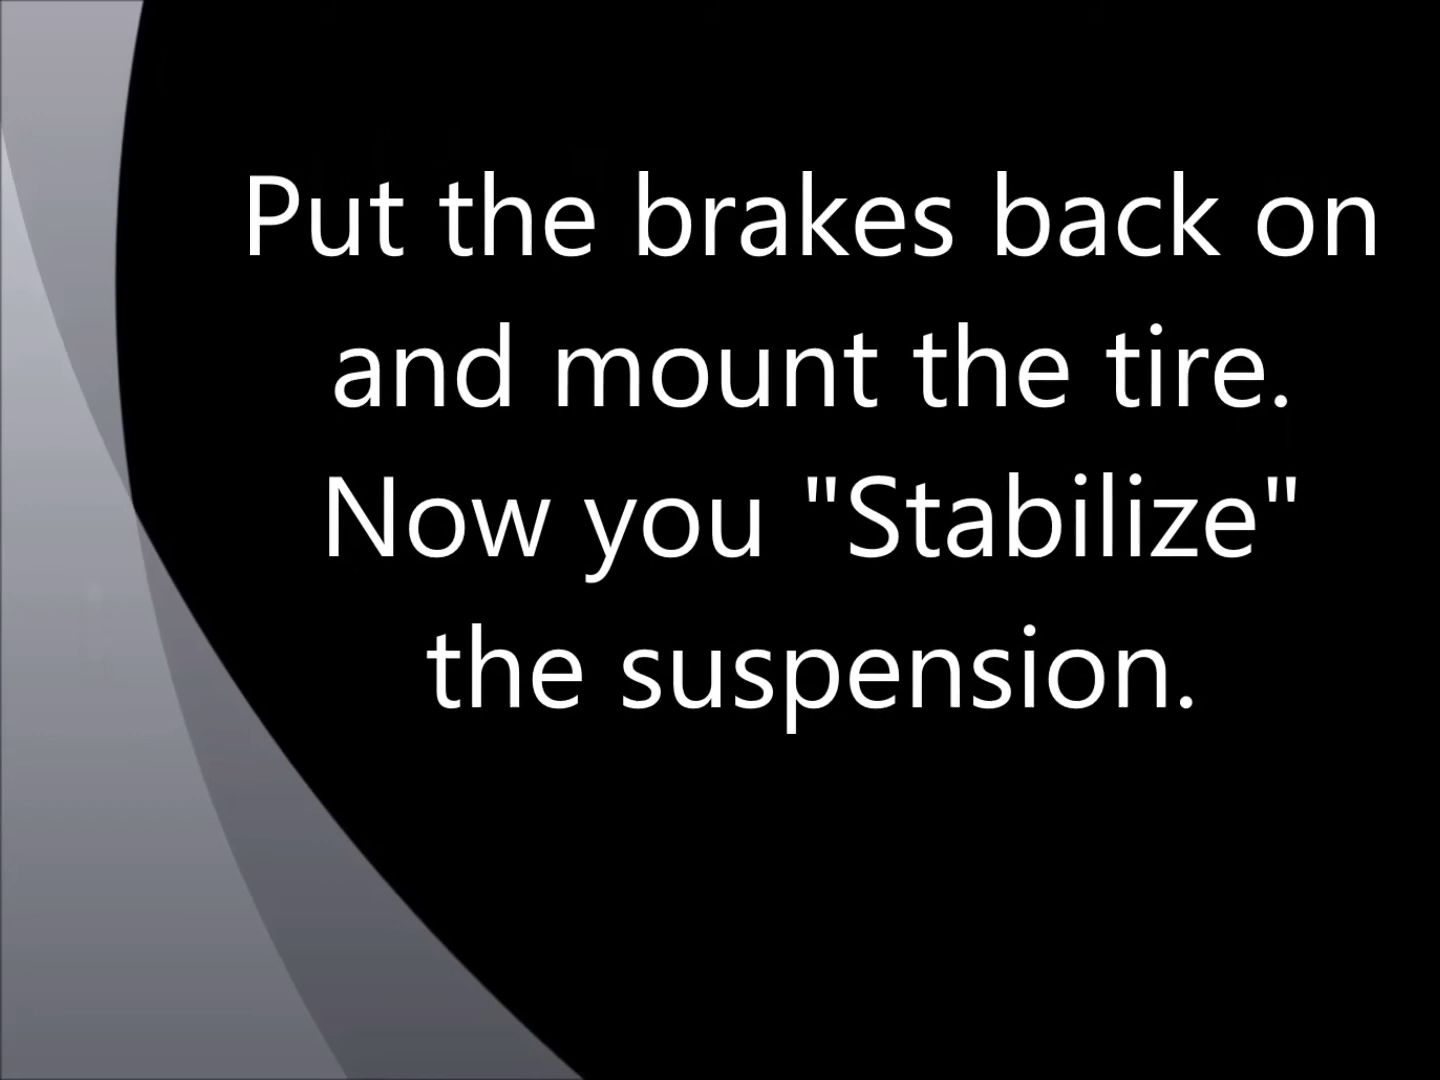 Put the brakes back on
and mount the tire.
Now you "Stabilize"
the suspension.